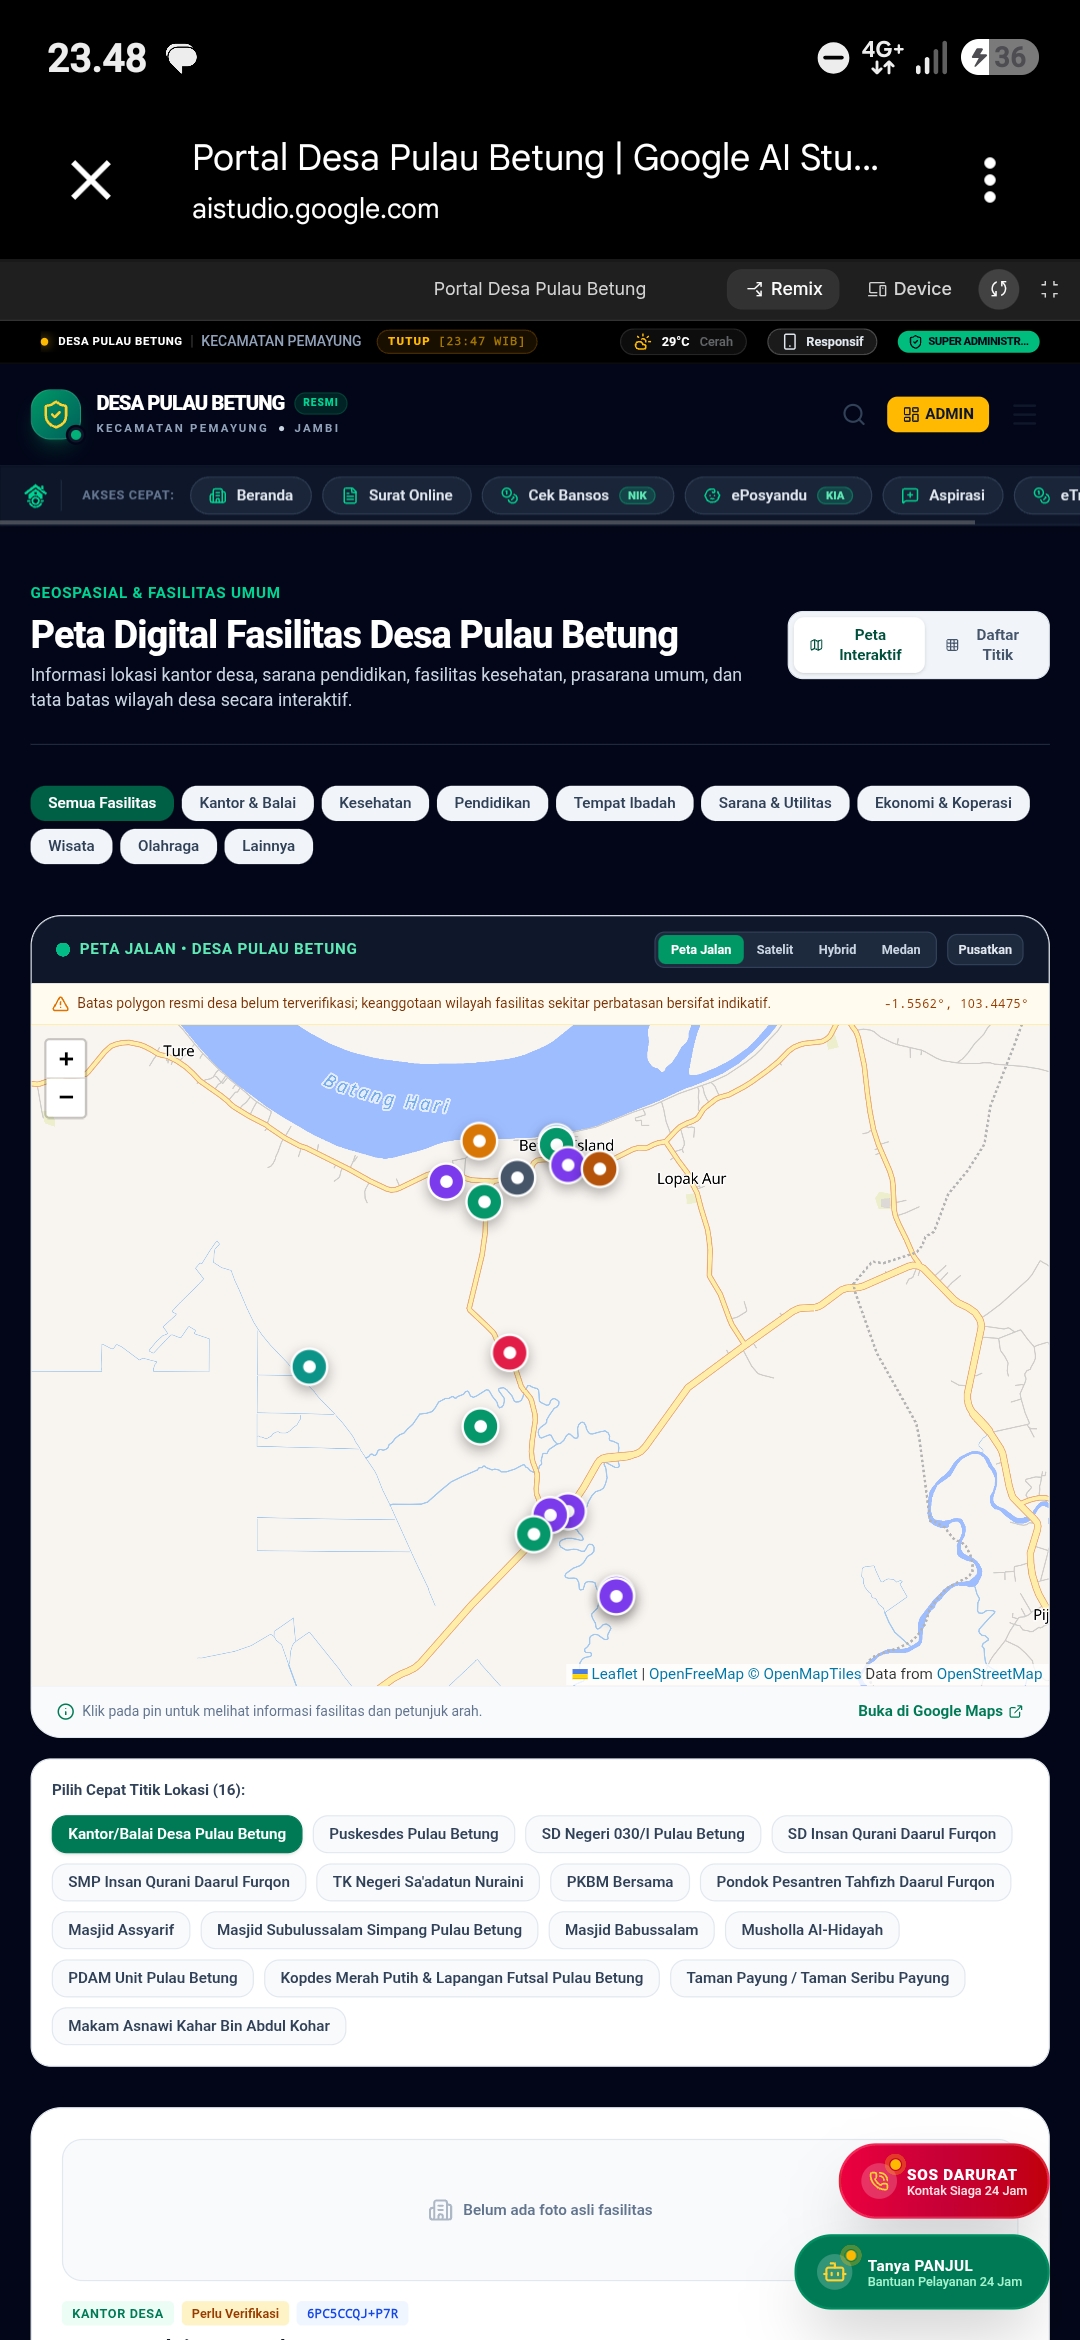 23.48
4G+
36
Portal Desa Pulau Betung | Google AI Stu...
aistudio.google.com
Portal Desa Pulau Betung
Remix
Device
DESA PULAU BETUNG | KECAMATAN PEMAYUNG
TUTUP [23:47 WIB]
29°C Cerah
Responsif
SUPER ADMINISTR...
DESA PULAU BETUNG RESMI
KECAMATAN PEMAYUNG • JAMBI
ADMIN
AKSES CEPAT:
Beranda
Surat Online
Cek Bansos NIK
ePosyandu KIA
Aspirasi
GEOSPASIAL & FASILITAS UMUM
Peta Digital Fasilitas Desa Pulau Betung
Informasi lokasi kantor desa, sarana pendidikan, fasilitas kesehatan, prasarana umum, dan
tata batas wilayah desa secara interaktif.
Peta
Interaktif
Daftar
Titik
Semua Fasilitas
Kantor & Balai
Kesehatan
Pendidikan
Tempat Ibadah
Sarana & Utilitas
Ekonomi & Koperasi
Wisata
Olahraga
Lainnya
PETA JALAN • DESA PULAU BETUNG
Peta Jalan
Satelit
Hybrid
Medan
Pusatkan
Batas polygon resmi desa belum terverifikasi; keanggotaan wilayah fasilitas sekitar perbatasan bersifat indikatif.
-1.5562°, 103.4475°
+
−
Ture
Batang Hari
Lopak Aur
Leaflet | OpenFreeMap © OpenMapTiles Data from OpenStreetMap
Klik pada pin untuk melihat informasi fasilitas dan petunjuk arah.
Buka di Google Maps
Pilih Cepat Titik Lokasi (16):
Kantor/Balai Desa Pulau Betung
Puskesdes Pulau Betung
SD Negeri 030/I Pulau Betung
SD Insan Qurani Daarul Furqon
SMP Insan Qurani Daarul Furqon
TK Negeri Sa'adatun Nuraini
PKBM Bersama
Pondok Pesantren Tahfizh Daarul Furqon
Masjid Assyarif
Masjid Subulussalam Simpang Pulau Betung
Masjid Babussalam
Musholla Al-Hidayah
PDAM Unit Pulau Betung
Kopdes Merah Putih & Lapangan Futsal Pulau Betung
Taman Payung / Taman Seribu Payung
Makam Asnawi Kahar Bin Abdul Kohar
Belum ada foto asli fasilitas
SOS DARURAT
Kontak Siaga 24 Jam
Tanya PANJUL
Bantuan Pelayanan 24 Jam
KANTOR DESA
Perlu Verifikasi
6PC5CCQJ+P7R